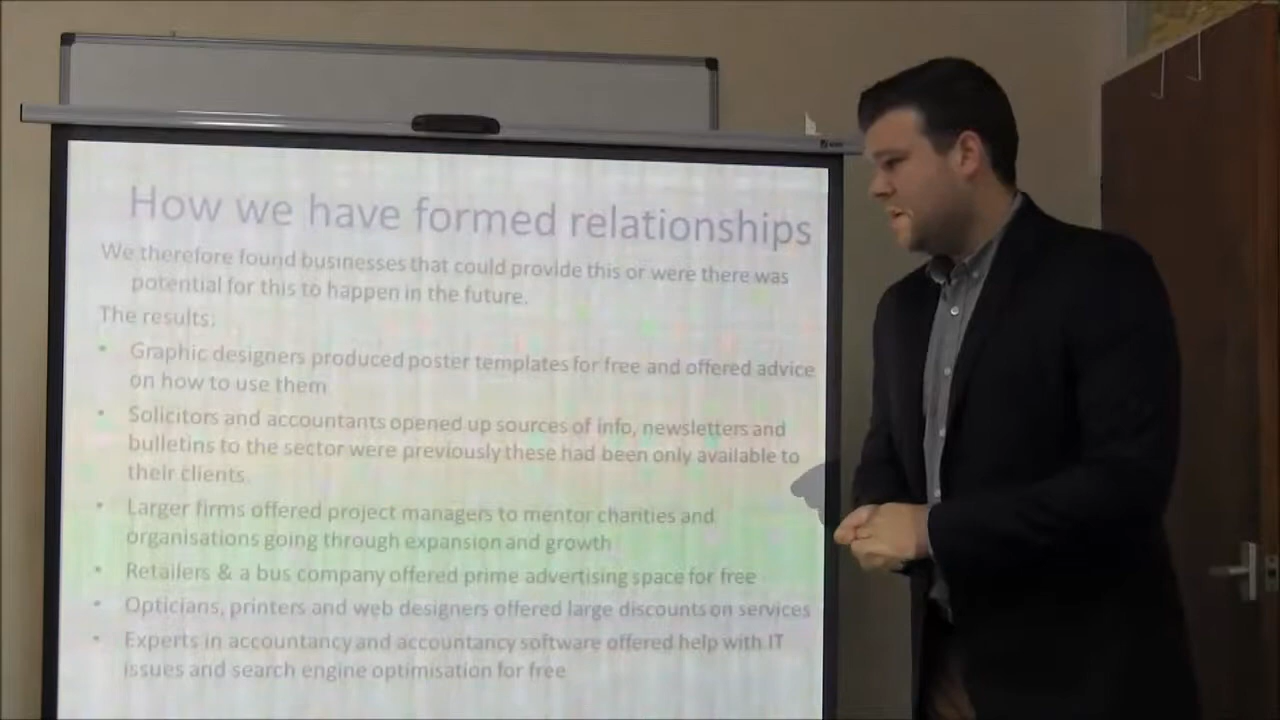 How we have formed relationships
We therefore found businesses that could provide this or were there was
potential for this to happen in the future.
The results:
• Graphic designers produced poster templates for free and offered advice
on how to use them
• Solicitors and accountants opened up sources of info, newsletters and
bulletins to the sector were previously these had been only available to
their clients.
• Larger firms offered project managers to mentor charities and
organisations going through expansion and growth
• Retailers & a bus company offered prime advertising space for free
• Opticians, printers and web designers offered large discounts on services
• Experts in accountancy and accountancy software offered help with IT
issues and search engine optimisation for free